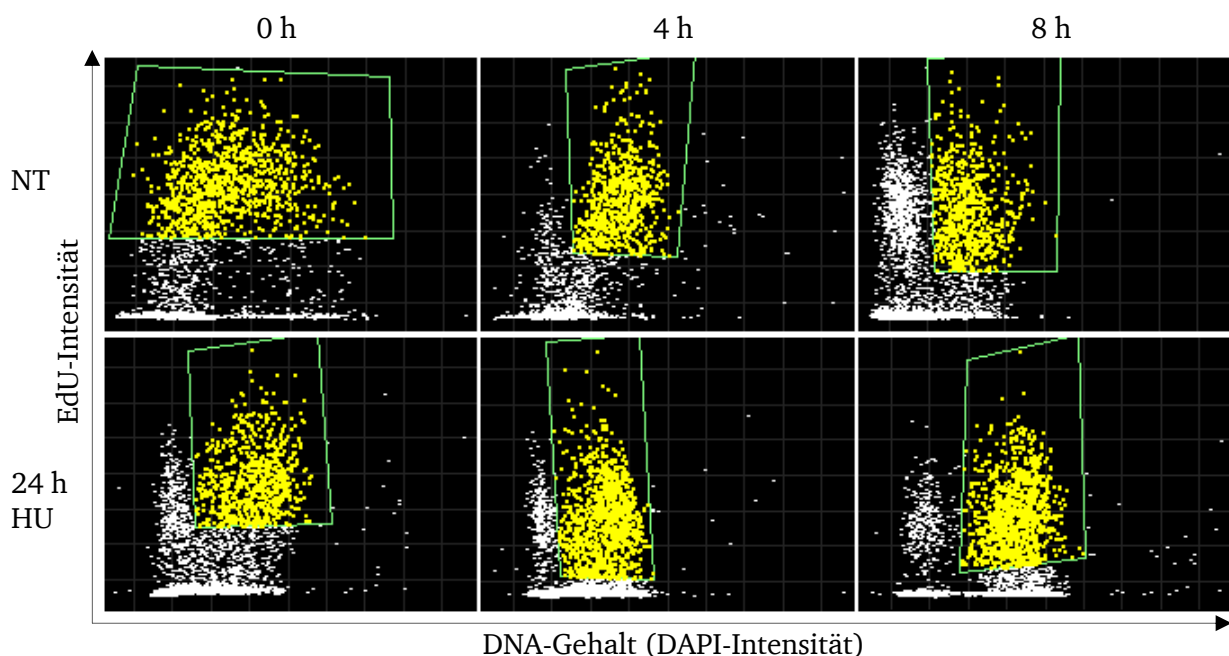 0 h
4 h
8 h
NT
EdU-Intensität
24 h
HU
DNA-Gehalt (DAPI-Intensität)